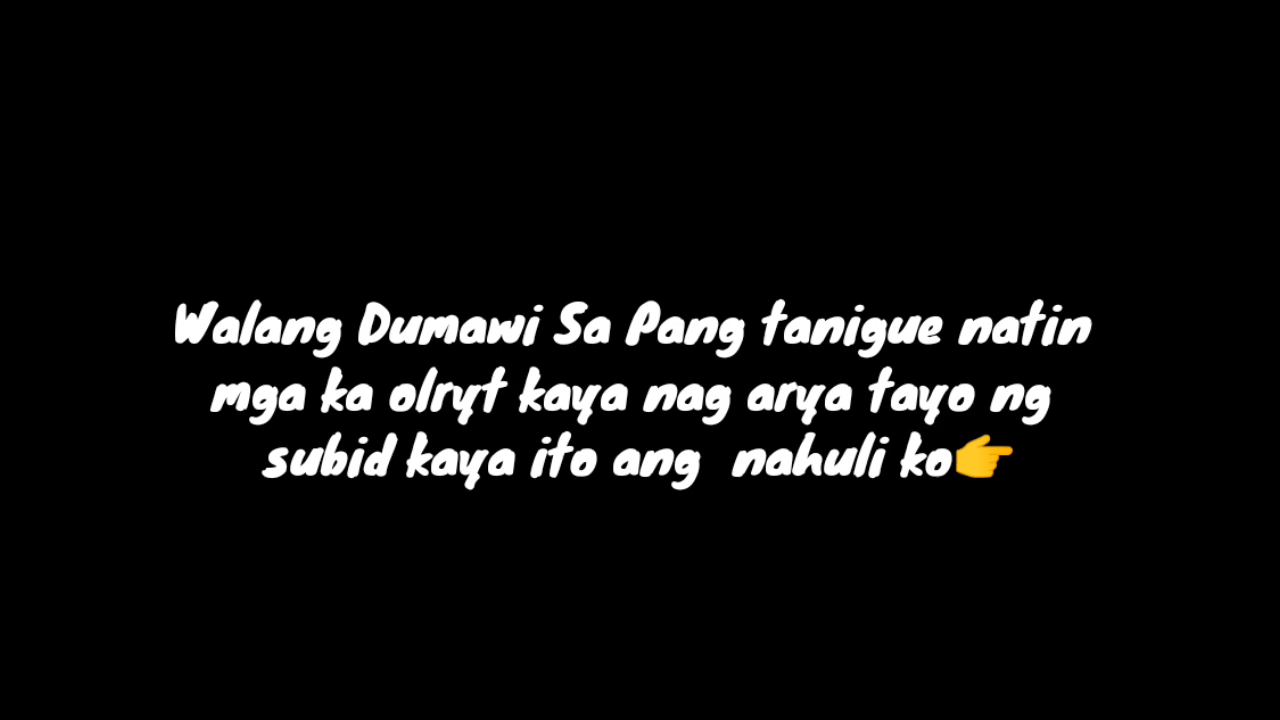 Walang Dumawi Sa Pang tanigue natin
mga ka olryt kaya nag arya tayo ng
subid kaya ito ang  nahuli ko👉